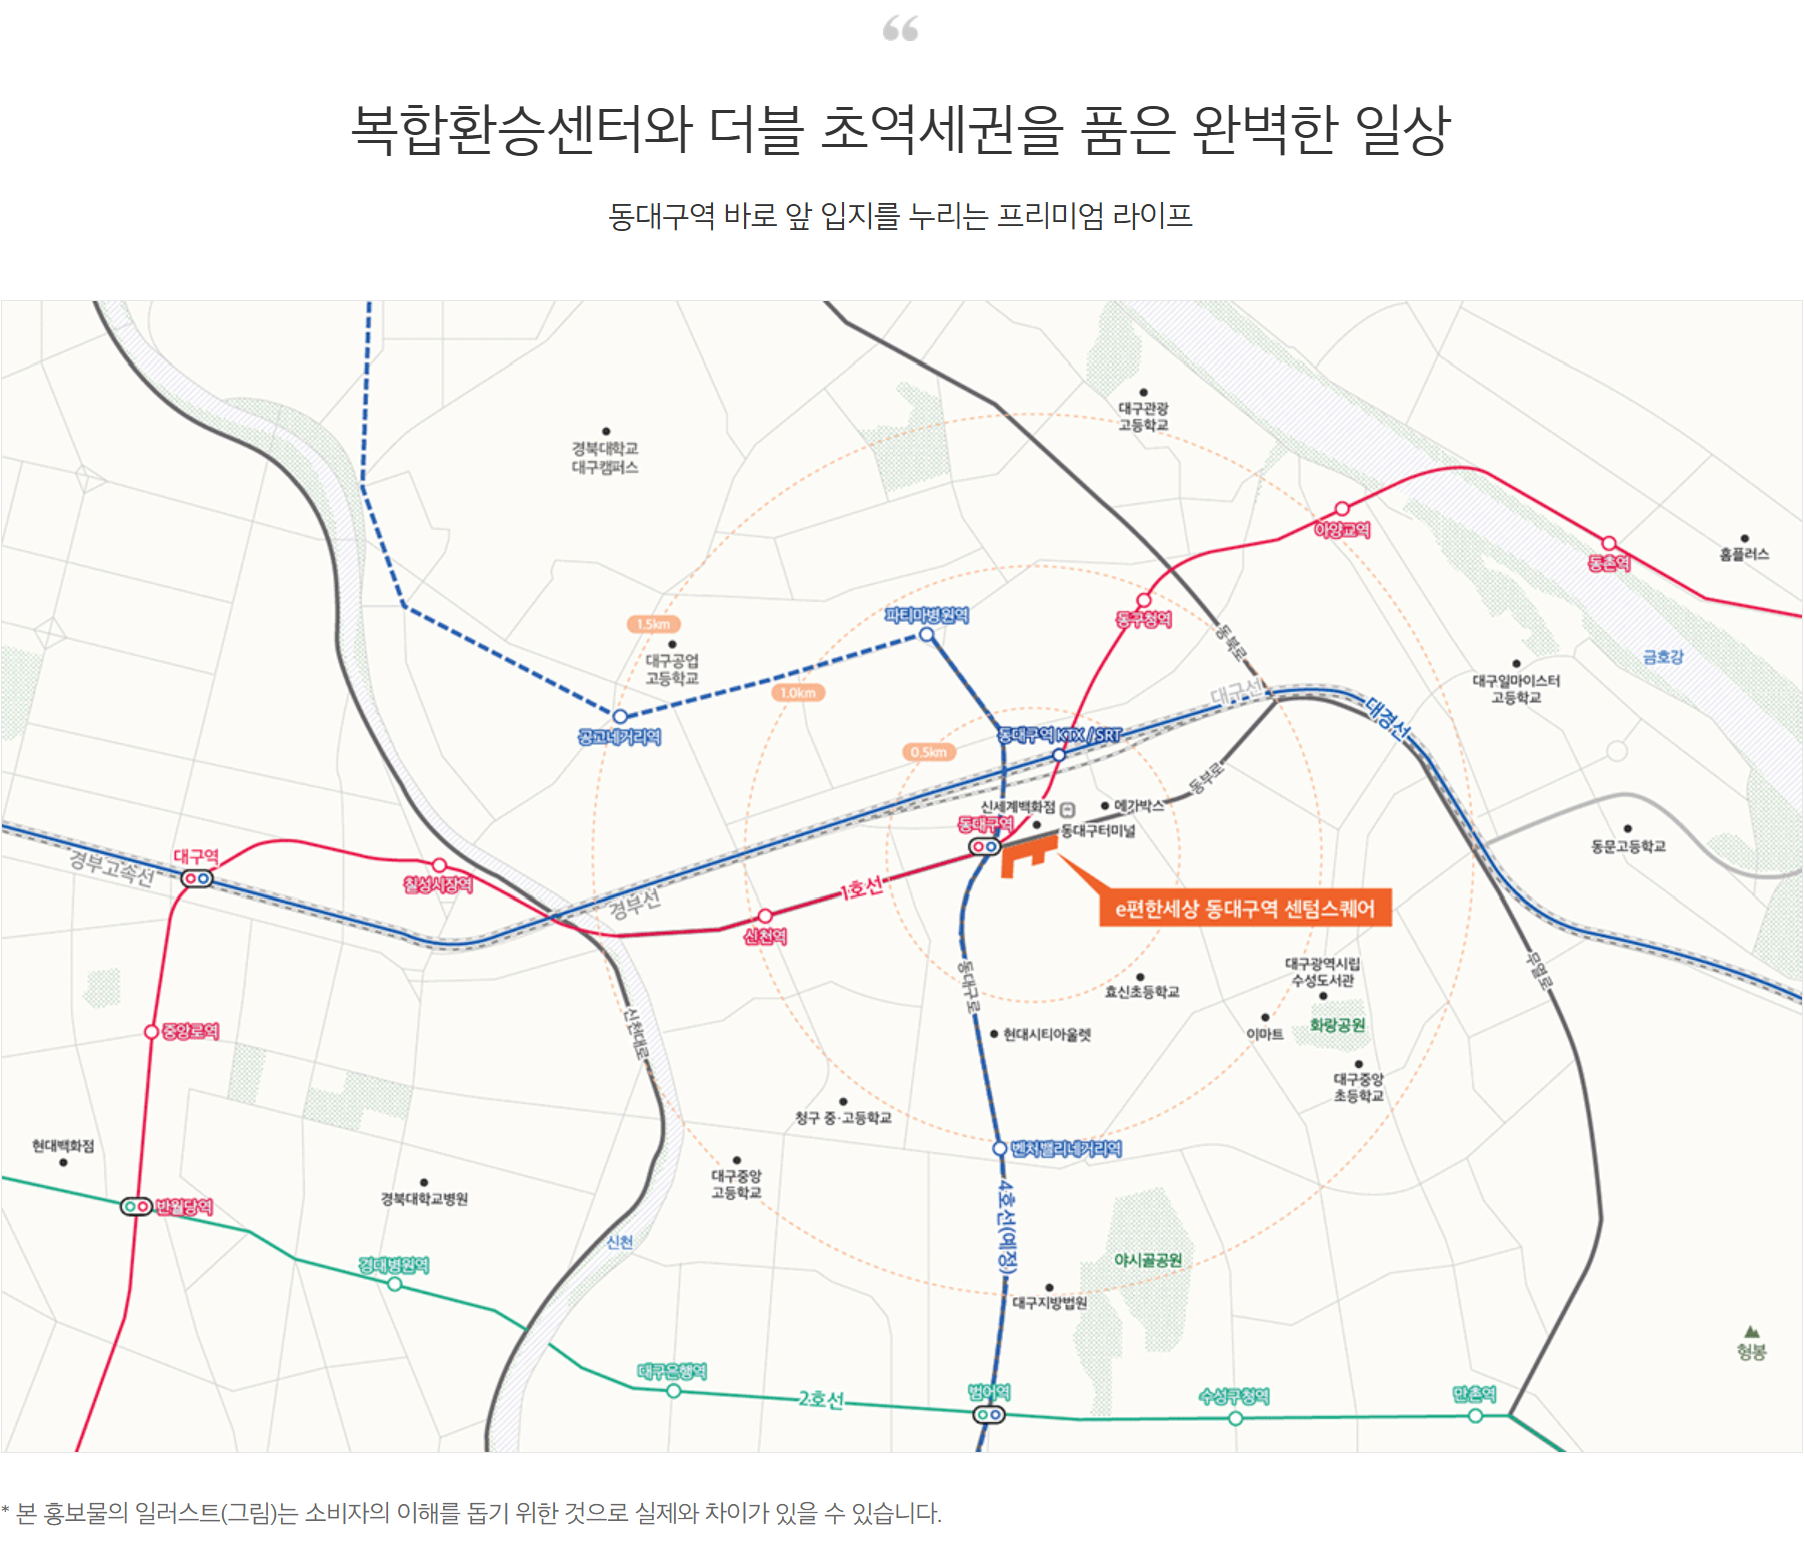 “
복합환승센터와 더블 초역세권을 품은 완벽한 일상
동대구역 바로 앞 입지를 누리는 프리미엄 라이프
대구관광
고등학교
경북대학교
대구캠퍼스
아양교역
동촌역
홈플러스
1.5km
파티마병원역
동구청역
동북로
대구공업
고등학교
금호강
대구일마이스터
고등학교
1.0km
대구선
대경선
공고네거리역
동대구역 KTX / SRT
0.5km
동부로
신세계백화점
메가박스
동대구역
동대구터미널
동문고등학교
대구역
경부고속선
칠성시장역
1호선
경부선
e편한세상 동대구역 센텀스퀘어
신천역
동대구로
대구광역시립
수성도서관
무열로
효신초등학교
신천대로
중앙로역
현대시티아울렛
이마트
화랑공원
대구중앙
초등학교
청구 중·고등학교
현대백화점
벤처밸리네거리역
대구중앙
고등학교
경북대학교병원
반월당역
4호선(예정)
신천
경대병원역
야시골공원
대구지방법원
형봉
대구은행역
2호선
범어역
수성구청역
만촌역
* 본 홍보물의 일러스트(그림)는 소비자의 이해를 돕기 위한 것으로 실제와 차이가 있을 수 있습니다.